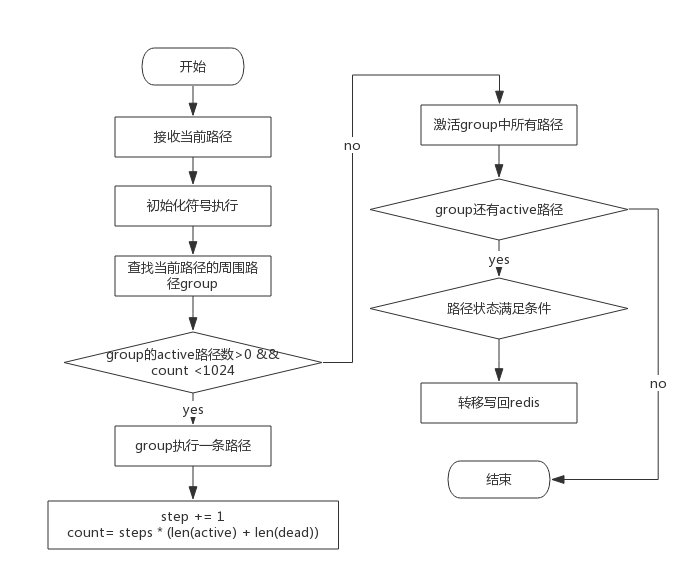 开始
接收当前路径
初始化符号执行
查找当前路径的周围路
径group
group的active路径数>0 &&
count <1024
yes
group执行一条路径
step += 1
count= steps * (len(active) + len(dead))
no
激活group中所有路径
group还有active路径
yes
路径状态满足条件
转移写回redis
no
结束